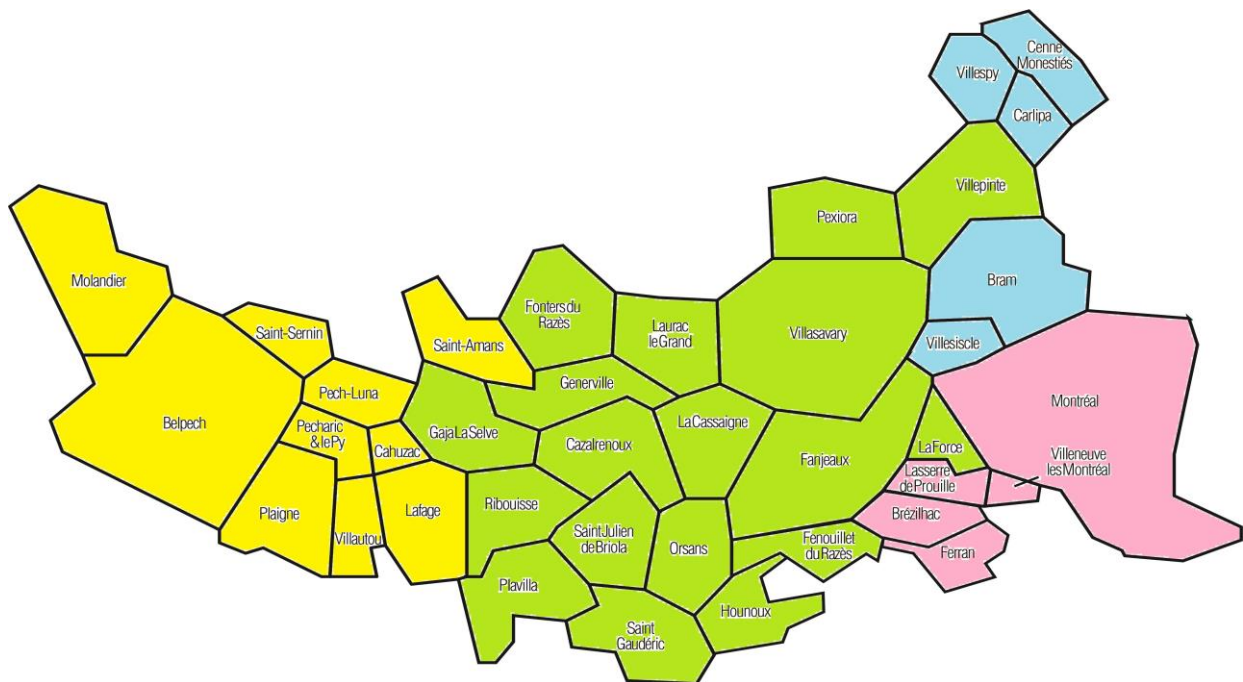 Cenne
Monestiés
Villespy
Carlipa
Villepinte
Pexiora
Molandier
Bram
Fonters du
Razès
Saint-Sernin
Laurac
le Grand
Villasavary
Saint-Amans
Villesiscle
Generville
Pech-Luna
Montréal
Belpech
La Cassaigne
Pecharic
& le Py
Gaja La Selve
Cazalrenoux
Cahuzac
Fanjeaux
La Force
Villeneuve
les Montréal
Lasserre
de Prouille
Ribouisse
Lafage
Plaigne
Villautou
Brézilhac
Saint Julien
de Briola
Orsans
Fenouillet
du Razès
Ferran
Plavilla
Hounoux
Saint
Gaudéric